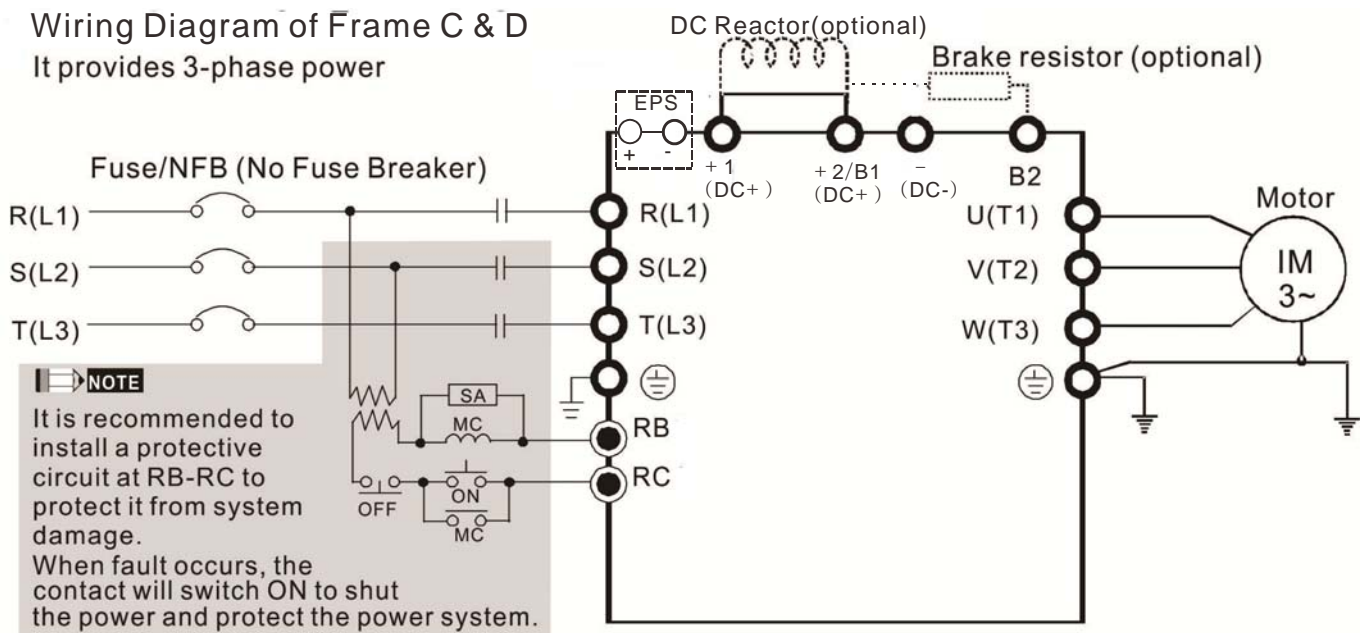 Wiring Diagram of Frame C & D
It provides 3-phase power
DC Reactor(optional)
Brake resistor (optional)
EPS
+ -
+1
(DC+)
+2/B1
(DC+)
–
(DC-)
B2
Fuse/NFB (No Fuse Breaker)
R(L1)
S(L2)
T(L3)
R(L1)
S(L2)
T(L3)
RB
RC
U(T1)
V(T2)
W(T3)
Motor
IM
3~
SA
MC
OFF
ON
MC
NOTE
It is recommended to
install a protective
circuit at RB-RC to
protect it from system
damage.
When fault occurs, the
contact will switch ON to shut
the power and protect the power system.